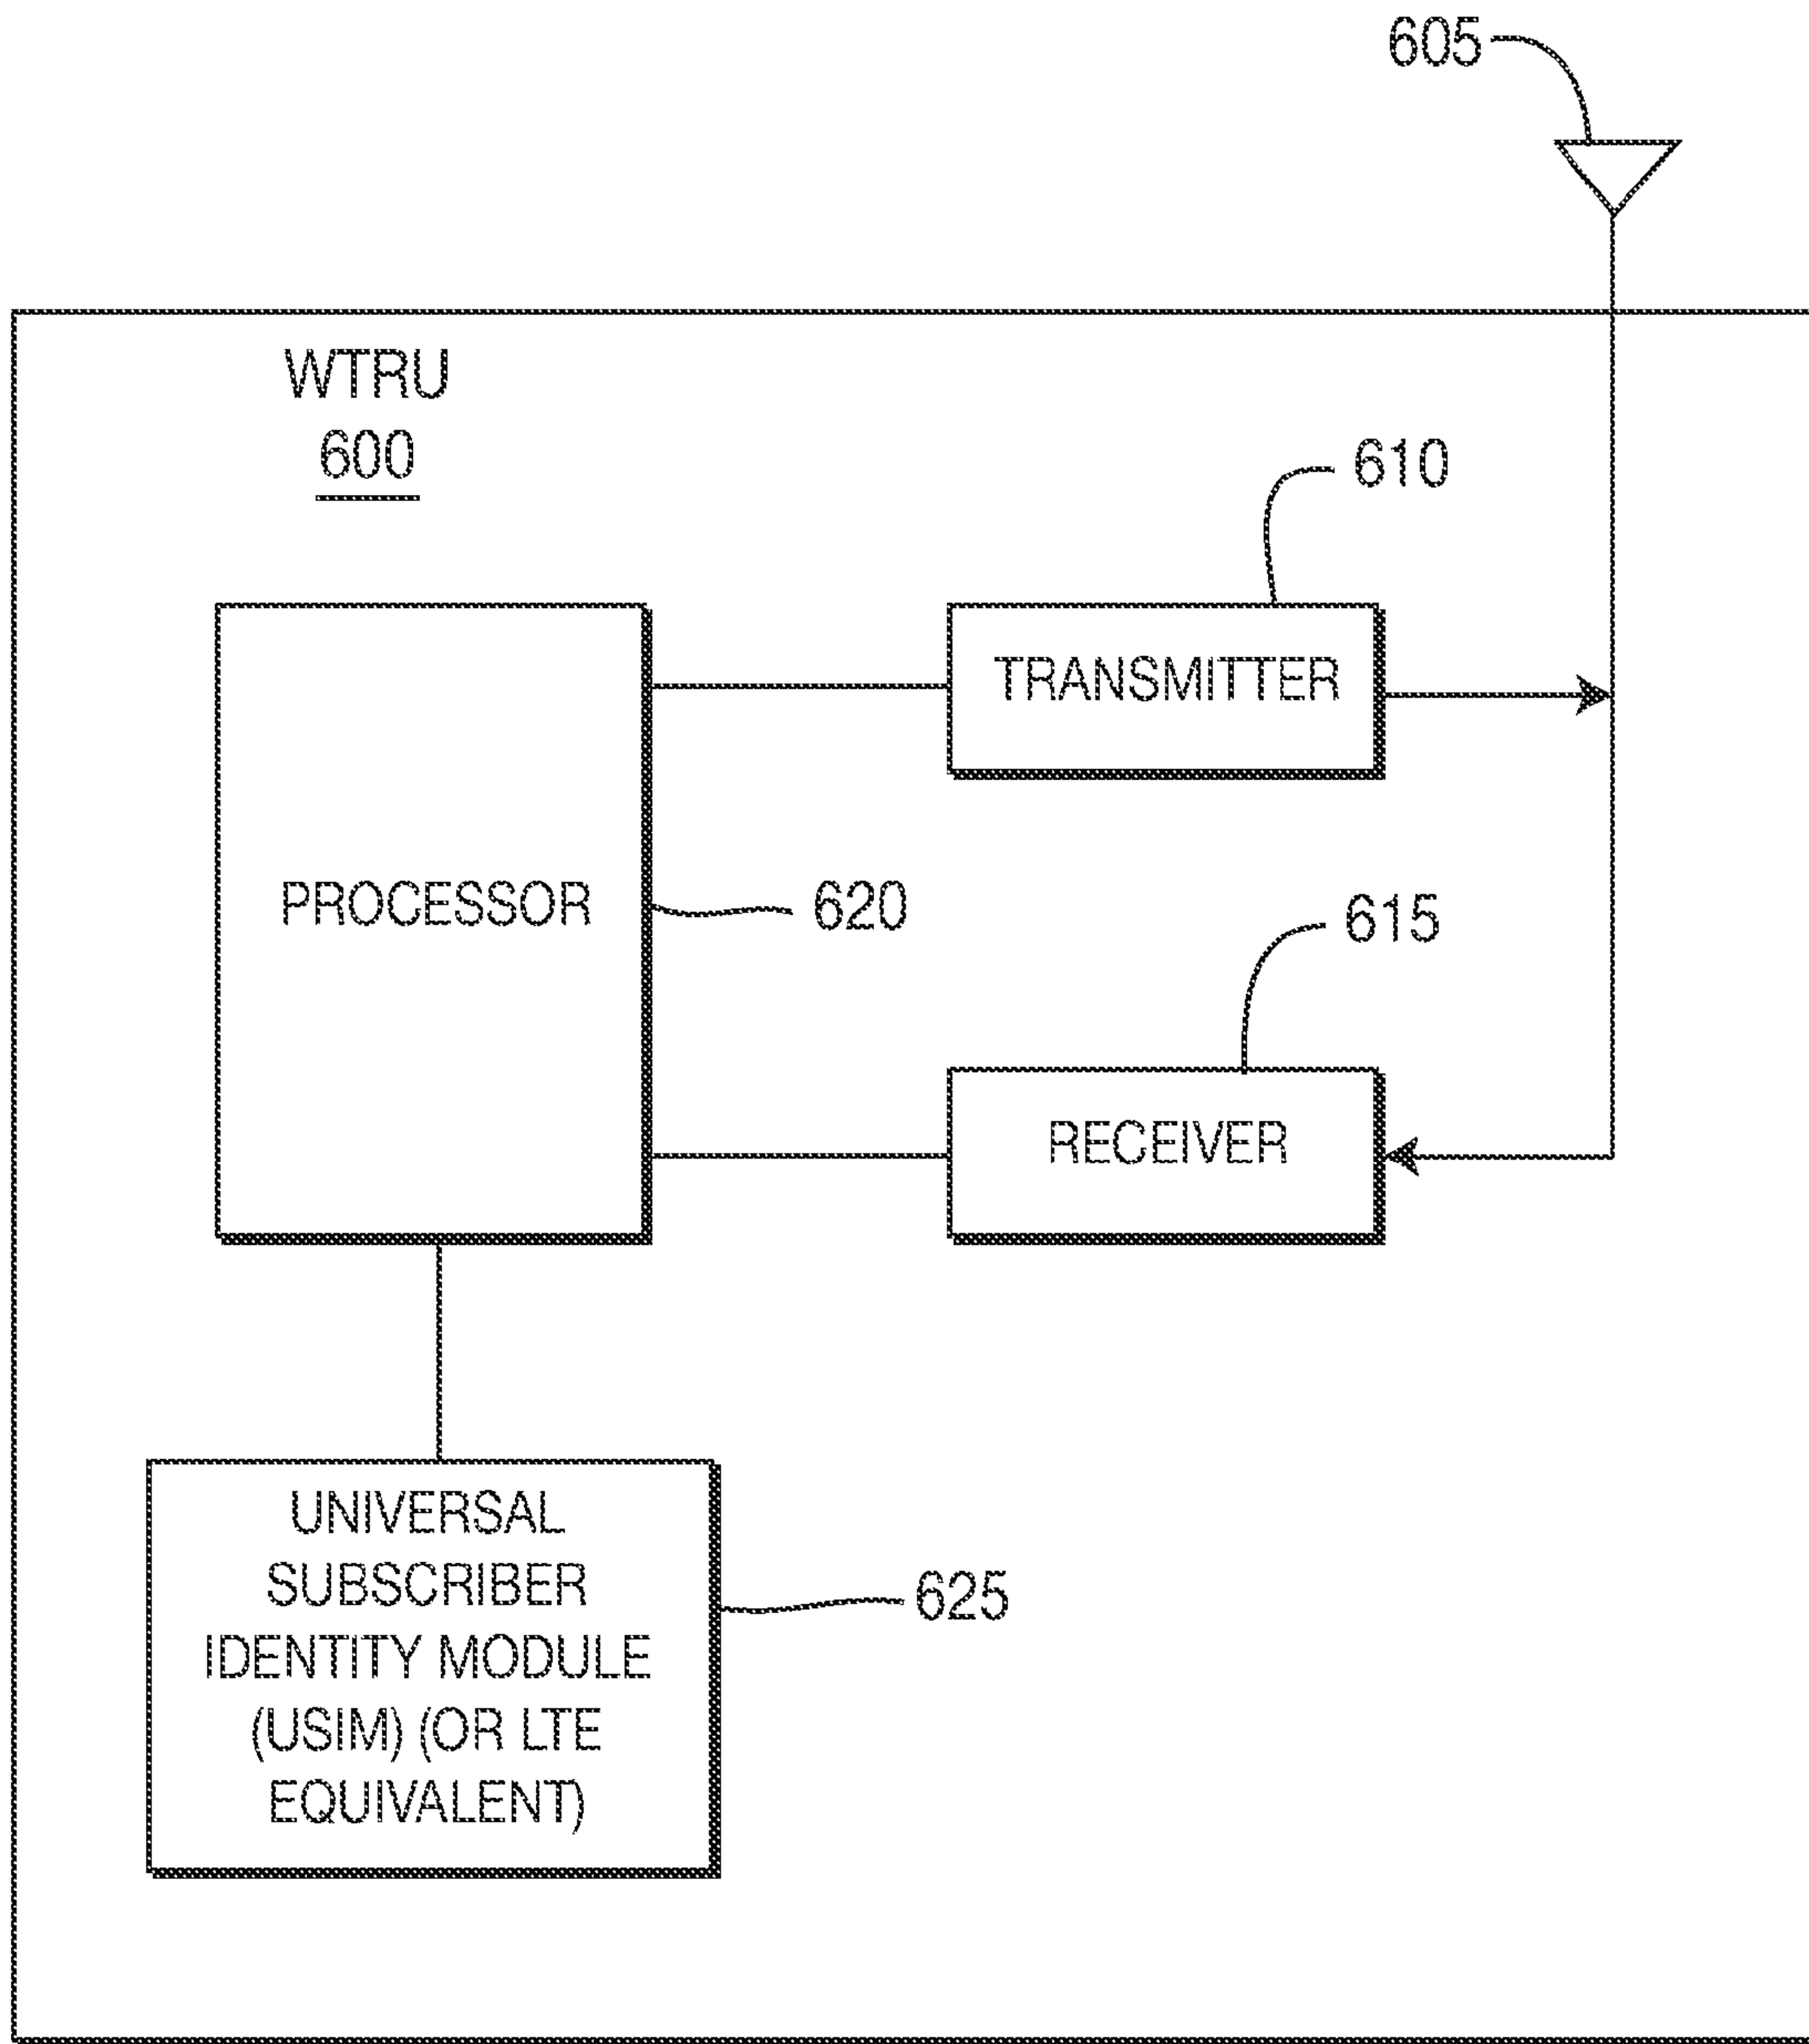 605
WTRU
600
610
TRANSMITTER
PROCESSOR
620
615
RECEIVER
UNIVERSAL
SUBSCRIBER
IDENTITY MODULE
(USIM) (OR LTE
EQUIVALENT)
625